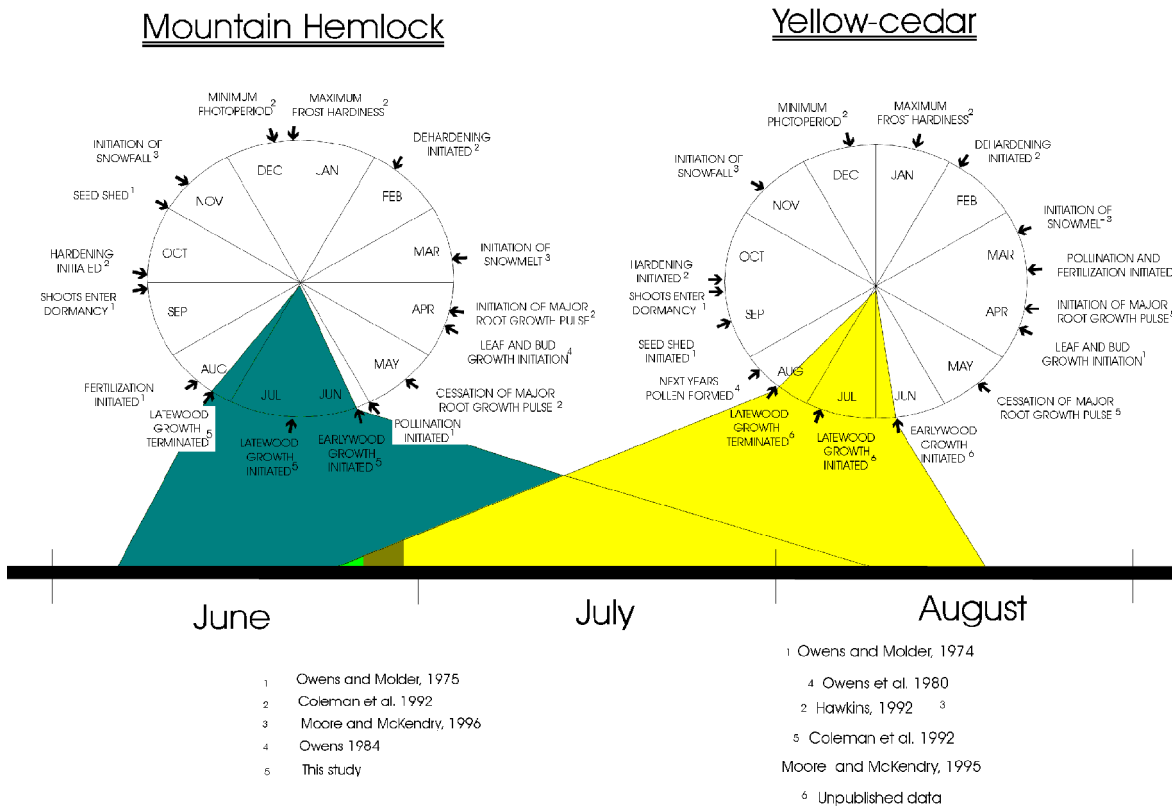 Mountain Hemlock
MINIMUM
PHOTOPERIOD 2
MAXIMUM
FROST HARDINESS 2
DEHARDENING
INITIATED 2
INITIATION OF
SNOWFALL 3
SEED SHED 1
HARDENING
INITIA ED 2
SHOOTS ENTER
DORMANCY 1
FERTILIZATION
INITIATED 1
LATEWOOD
GROWTH 5
TERMINATED
LATEWOOD
GROWTH
INITIATED 5
EARLYWOOD
GROWTH
INITIATED 5
POLLINATION
INITIATED 1
CESSATION OF MAJOR
ROOT GROWTH PULSE 2
LEAF AND BUD
GROWTH INITIATION 4
INITIATION OF MAJOR
ROOT GROWTH PULSE 2
INITIATION OF
SNOWMELT 3
DEC
JAN
FEB
MAR
APR
MAY
JUN
JUL
AUG
SEP
OCT
NOV
Yellow-cedar
MINIMUM
PHOTOPERIOD 2
MAXIMUM
FROST HARDINESS 2
DEHARDENING
INITIATED 2
INITIATION OF
SNOWFALL 3
INITIATION OF
SNOWMEL 3
POLLINATION AND
FERTILIZATION INITIATED
INITIATION OF MAJOR
ROOT GROWTH PULSE 5
LEAF AND BUD
GROWTH INITIATION 1
CESSATION OF MAJOR
ROOT GROWTH PULSE 5
EARLYWOOD
GROWTH
INITIATED 6
LATEWOOD
GROWTH
INITIATED 6
LATEWOOD
GROWTH
TERMINATED 6
NEXT YEARS
POLLEN FORMED 4
SEED SHED
INITIATED 1
SHOOTS ENTER
DORMANCY 1
HARDENING
INITIATED 2
DEC
JAN
FEB
MAR
APR
MAY
JUN
JUL
AUG
SEP
OCT
NOV
June
July
August
1 Owens and Molder, 1975
2 Coleman et al. 1992
3 Moore and McKendry, 1996
4 Owens 1984
5 This study
1 Owens and Molder, 1974
4 Owens et al. 1980
2 Hawkins, 1992 3
5 Coleman et al. 1992
Moore and McKendry, 1995
6 Unpublished data